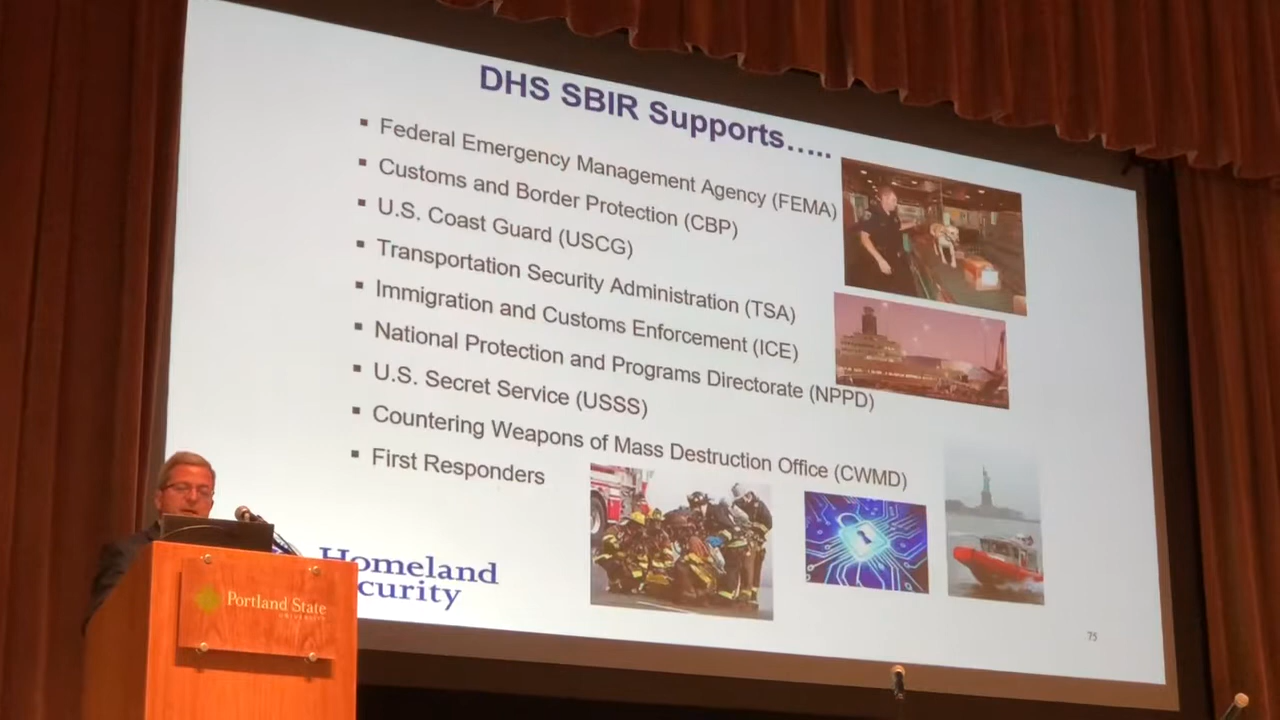 DHS SBIR Supports…..
▪ Federal Emergency Management Agency (FEMA)
▪ Customs and Border Protection (CBP)
▪ U.S. Coast Guard (USCG)
▪ Transportation Security Administration (TSA)
▪ Immigration and Customs Enforcement (ICE)
▪ National Protection and Programs Directorate (NPPD)
▪ U.S. Secret Service (USSS)
▪ Countering Weapons of Mass Destruction Office (CWMD)
▪ First Responders
Homeland
curity
Portland State
UNIVERSITY
75